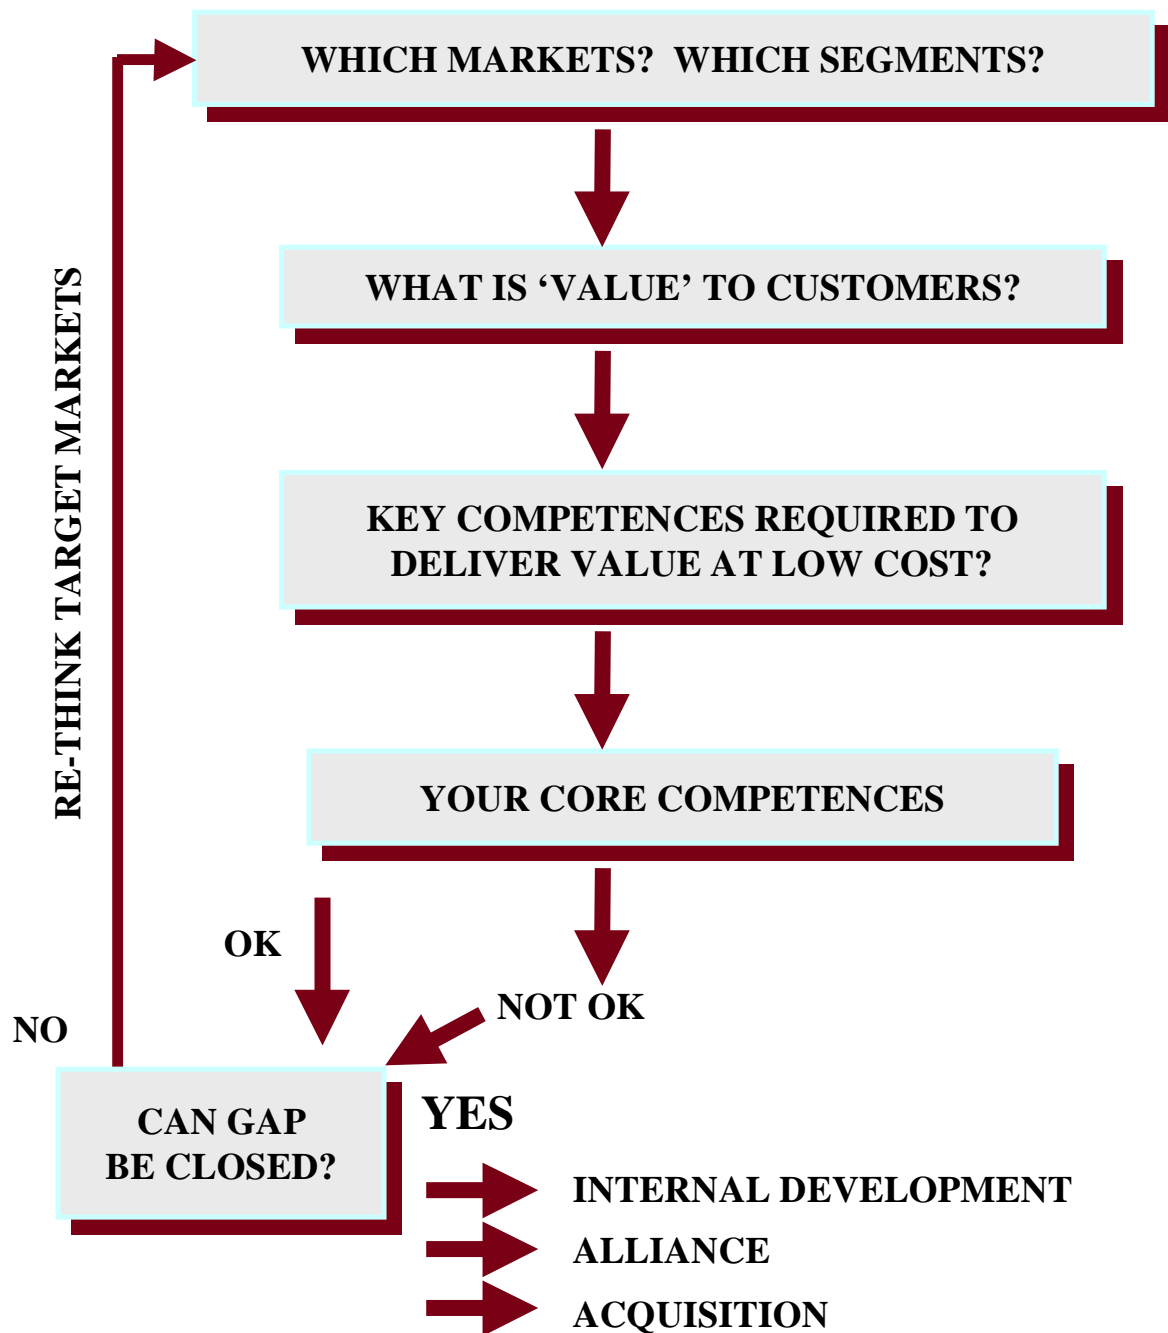 WHICH MARKETS? WHICH SEGMENTS?
WHAT IS ‘VALUE’ TO CUSTOMERS?
RE-THINK TARGET MARKETS
KEY COMPETENCES REQUIRED TO
DELIVER VALUE AT LOW COST?
YOUR CORE COMPETENCES
OK
NOT OK
NO
CAN GAP
BE CLOSED?
YES
INTERNAL DEVELOPMENT
ALLIANCE
ACQUISITION